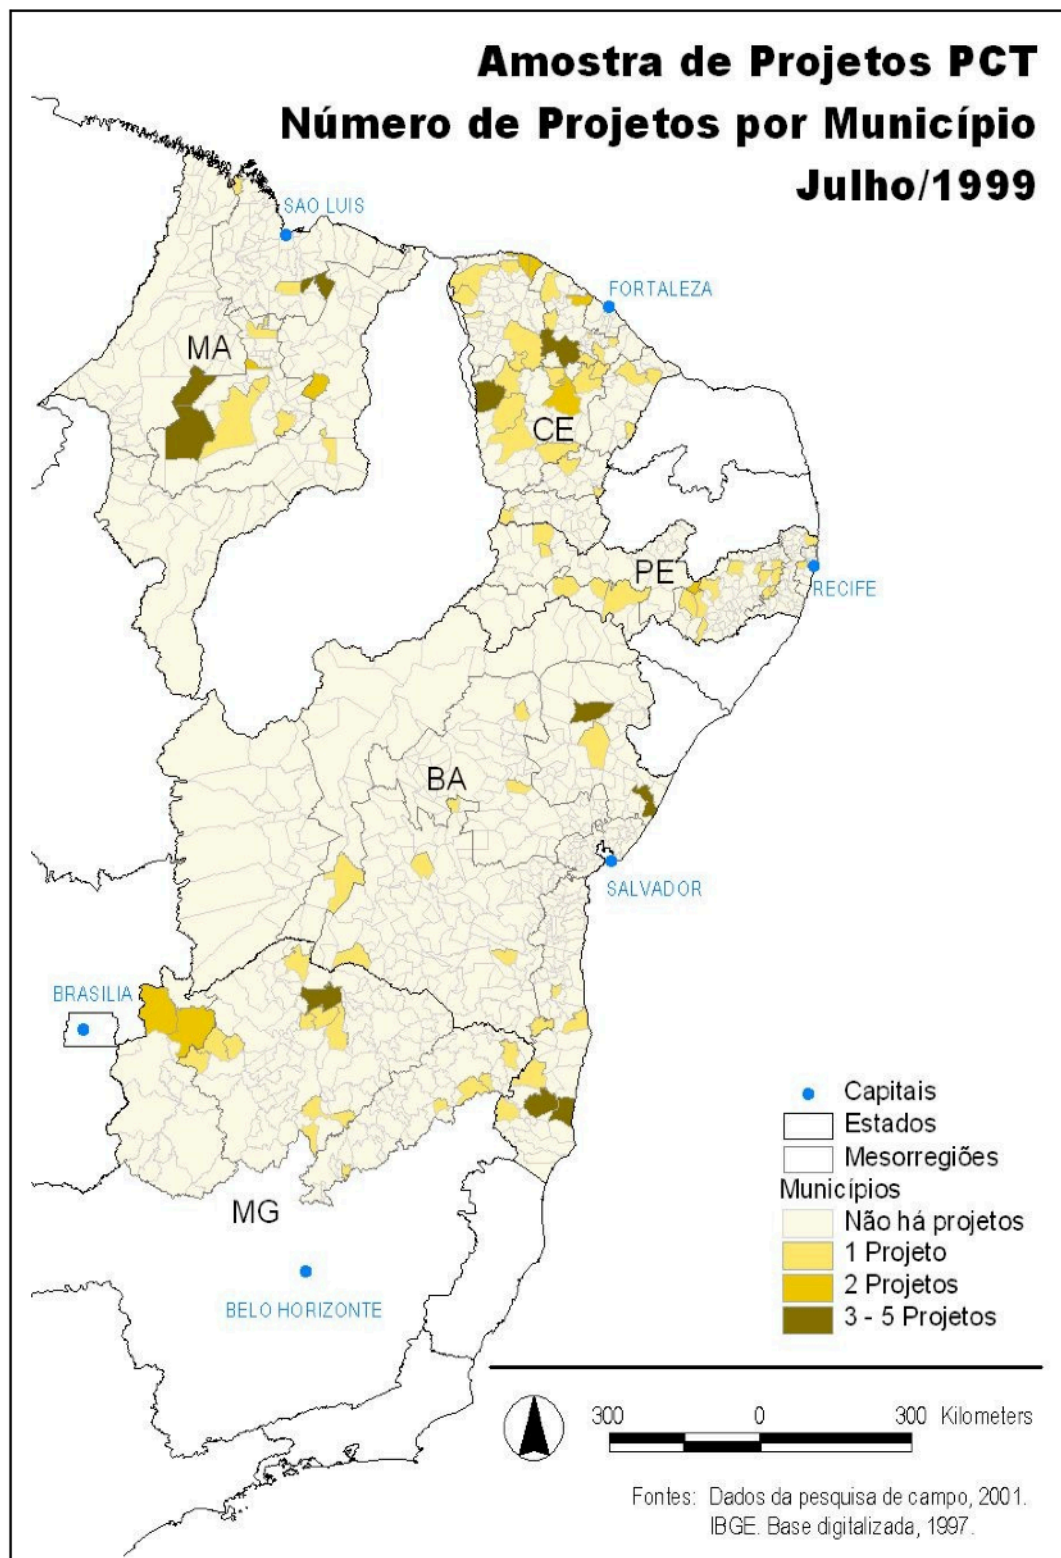 Amostra de Projetos PCT
Número de Projetos por Município
Julho/1999
SAO LUIS
FORTALEZA
MA
CE
PE
RECIFE
BA
SALVADOR
BRASILIA
MG
BELO HORIZONTE
Capitais
Estados
Mesorregiões
Municípios
Não há projetos
1 Projeto
2 Projetos
3 - 5 Projetos
300 0 300 Kilometers
Fontes: Dados da pesquisa de campo, 2001.
IBGE. Base digitalizada, 1997.